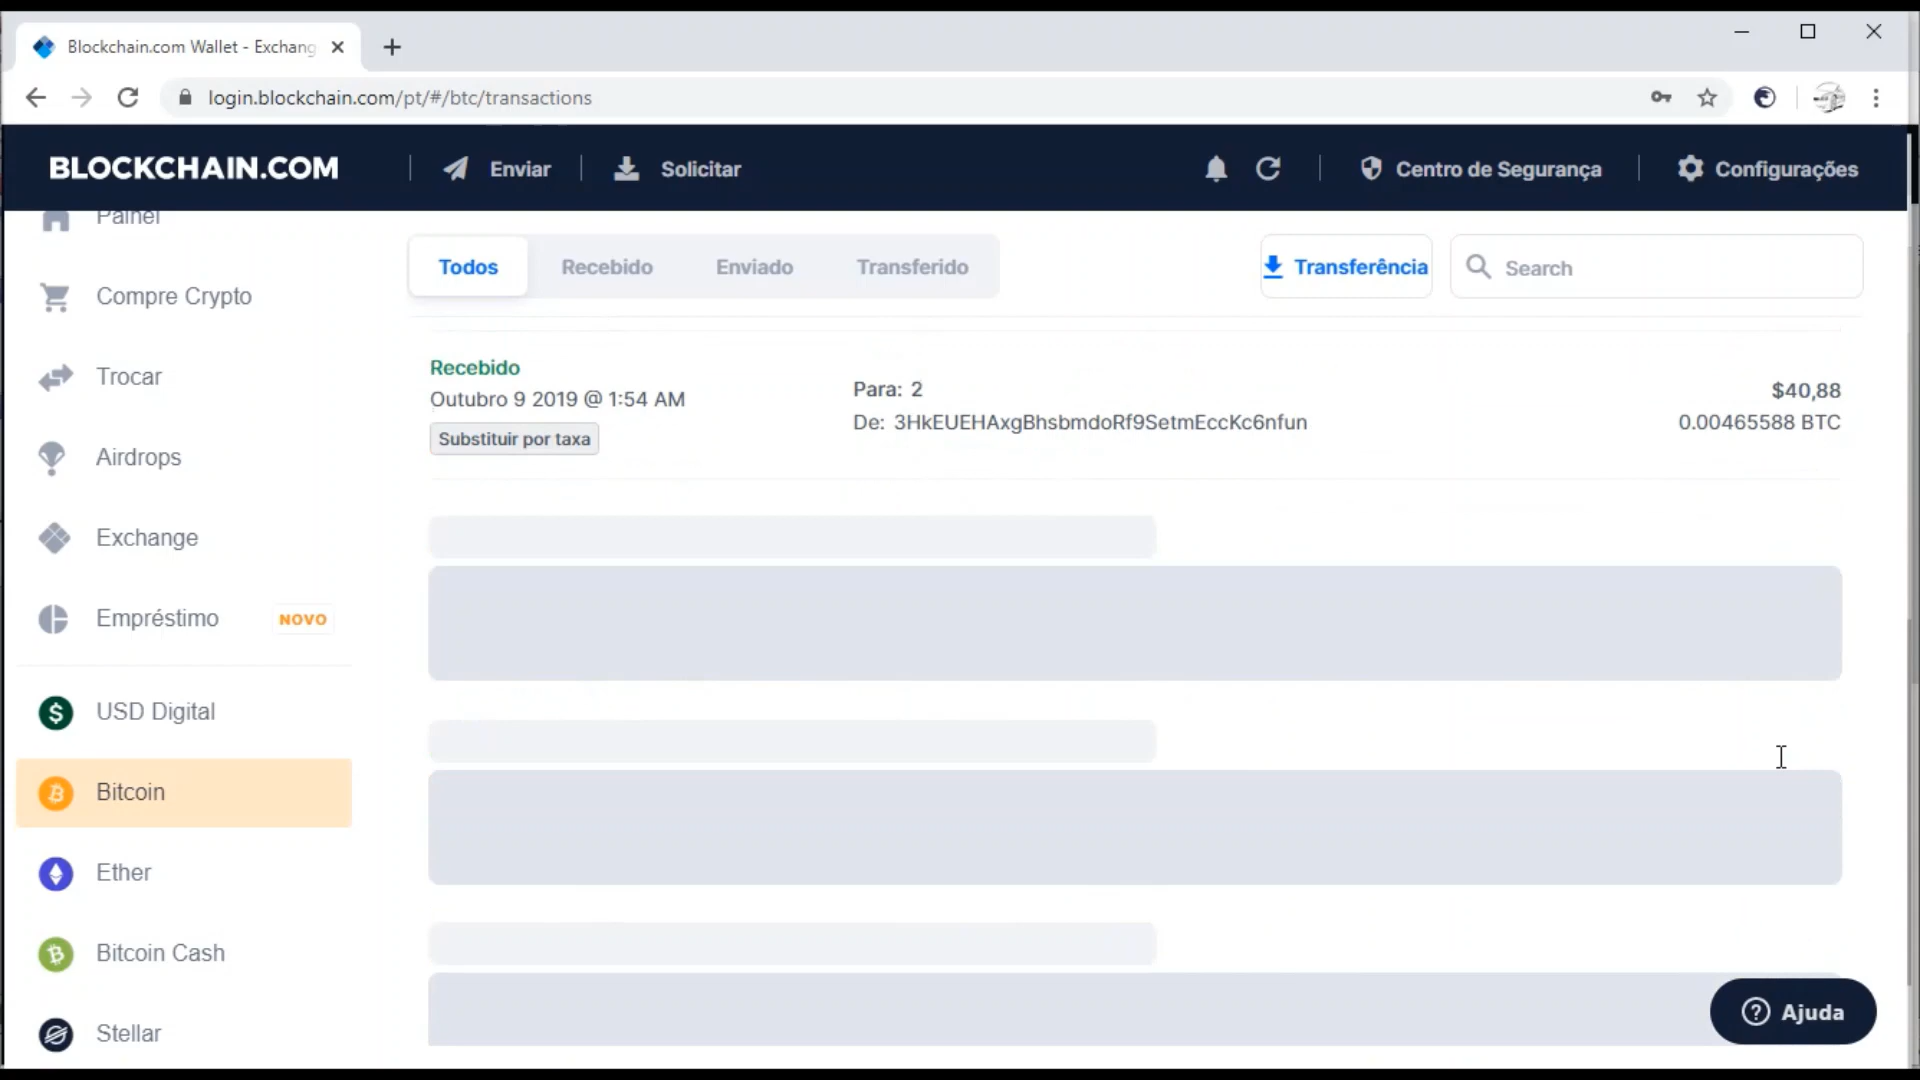 Blockchain.com Wallet - Exchang
login.blockchain.com/pt/#/btc/transactions
BLOCKCHAIN.COM
Enviar
Solicitar
Centro de Segurança
Configurações
Painel
Compre Crypto
Trocar
Airdrops
Exchange
Empréstimo NOVO
USD Digital
Bitcoin
Ether
Bitcoin Cash
Stellar
Todos
Recebido
Enviado
Transferido
Transferência
Search
Recebido
Outubro 9 2019 @ 1:54 AM
Substituir por taxa
Para: 2
De: 3HkEUEHAxgBhsbmdoRf9SetmEccKc6nfun
$40,88
0.00465588 BTC
Ajuda